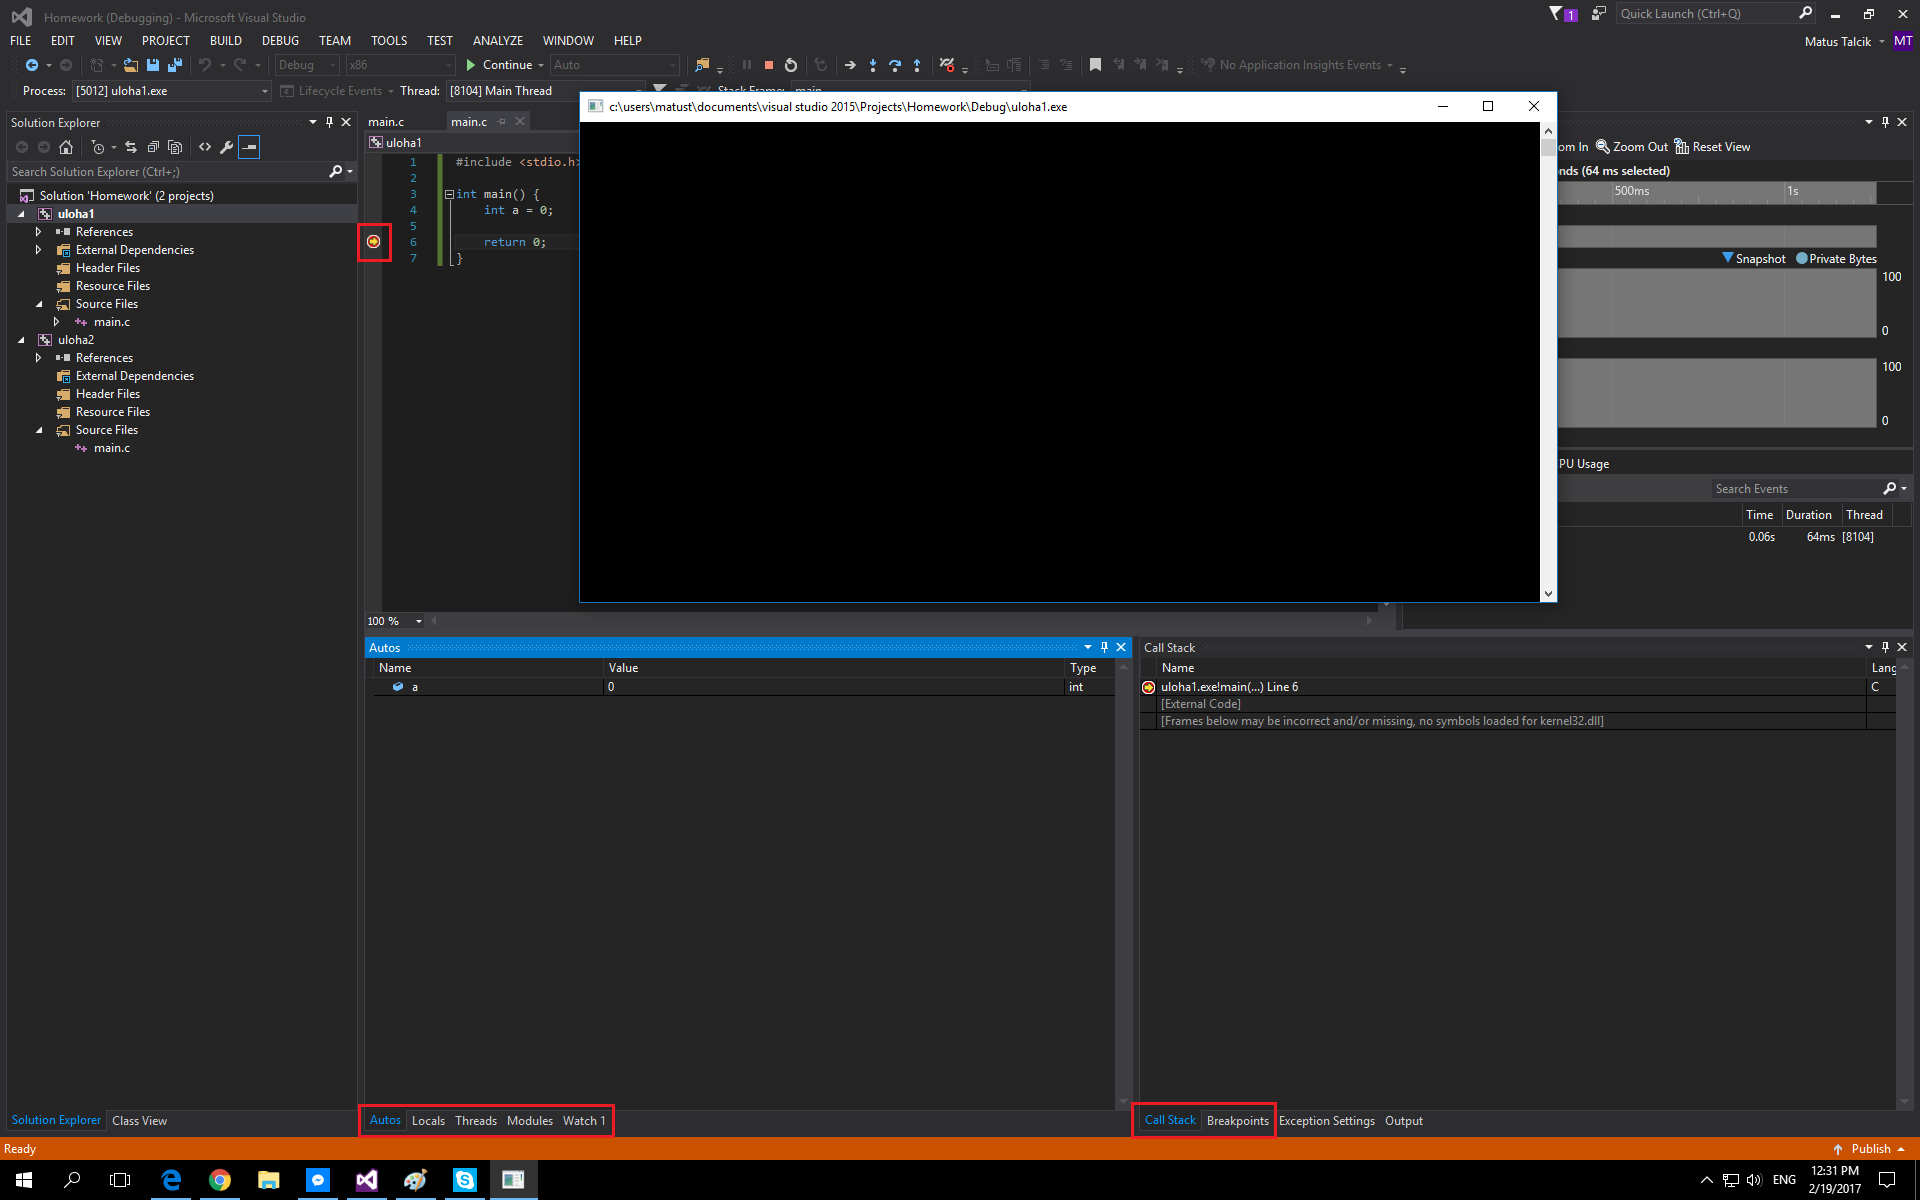 Homework (Debugging) - Microsoft Visual Studio
1
Quick Launch (Ctrl+Q)
FILE EDIT VIEW PROJECT BUILD DEBUG TEAM TOOLS TEST ANALYZE WINDOW HELP
Matus Talcik MT
Debug x86 Continue Auto No Application Insights Events
Process: [5012] uloha1.exe Lifecycle Events Thread: [8104] Main Thread Stack Frame: main
Solution Explorer
Search Solution Explorer (Ctrl+;)
Solution 'Homework' (2 projects)
uloha1
References
External Dependencies
Header Files
Resource Files
Source Files
main.c
uloha2
References
External Dependencies
Header Files
Resource Files
Source Files
main.c
Solution Explorer Class View
main.c main.c
uloha1
1 #include <stdio.h>
2
3 int main() {
4 int a = 0;
5
6 return 0;
7 }
100 %
c:\users\matust\documents\visual studio 2015\Projects\Homework\Debug\uloha1.exe
om In Zoom Out Reset View
nds (64 ms selected)
500ms 1s
Snapshot Private Bytes
100
0
100
0
PU Usage
Search Events
Time Duration Thread
0.06s 64ms [8104]
Autos
Name Value Type
a 0 int
Autos Locals Threads Modules Watch 1
Call Stack
Name Lang
uloha1.exe!main(...) Line 6 C
[External Code]
[Frames below may be incorrect and/or missing, no symbols loaded for kernel32.dll]
Call Stack Breakpoints Exception Settings Output
Ready
Publish
ENG
12:31 PM
2/19/2017